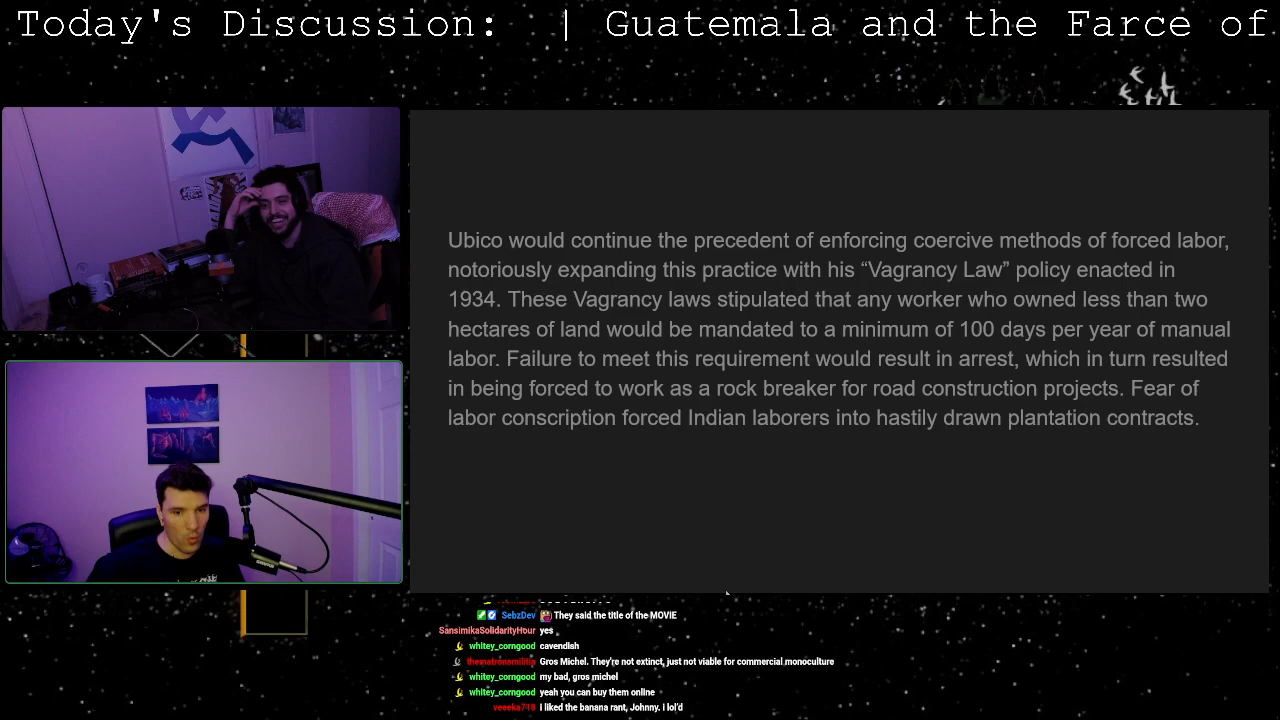 Today's Discussion:  | Guatemala and the Farce of
Ubico would continue the precedent of enforcing coercive methods of forced labor,
notoriously expanding this practice with his “Vagrancy Law” policy enacted in
1934. These Vagrancy laws stipulated that any worker who owned less than two
hectares of land would be mandated to a minimum of 100 days per year of manual
labor. Failure to meet this requirement would result in arrest, which in turn resulted
in being forced to work as a rock breaker for road construction projects. Fear of
labor conscription forced Indian laborers into hastily drawn plantation contracts.
SebzDev They said the title of the MOVIE
SansimikaSolidarityHour yes
whitey_corngood cavendish
Gros Michel. They're not extinct, just not viable for commercial monoculture
whitey_corngood my bad, gros michel
whitey_corngood yeah you can buy them online
veeeka710 I liked the banana rant, Johnny. I lol'd